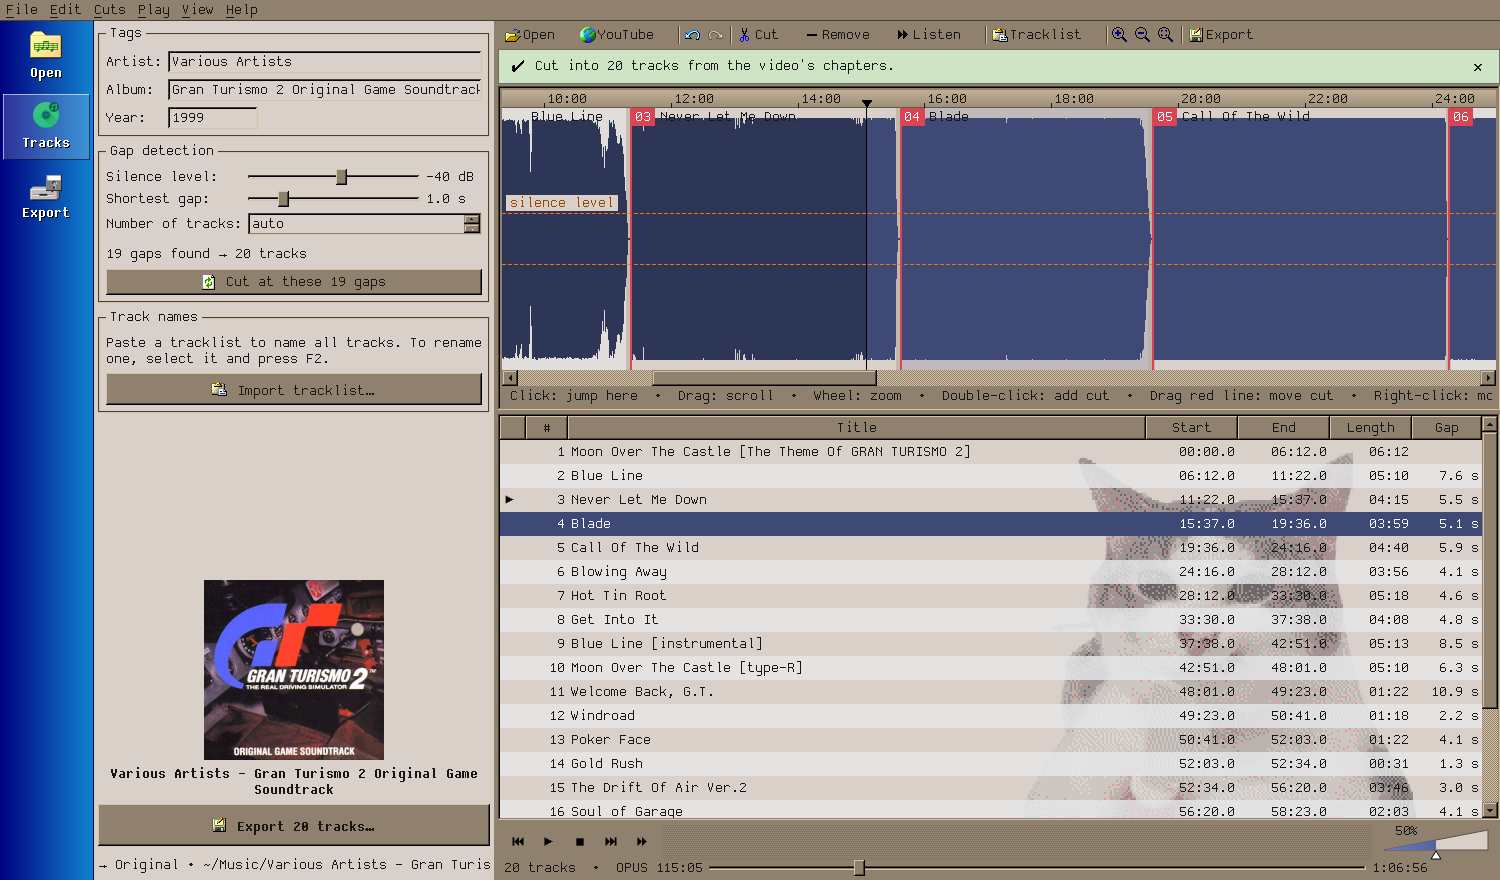 File Edit Cuts Play View Help
Open
Tracks
Export
Tags
Artist: Various Artists
Album: Gran Turismo 2 Original Game Soundtrack
Year: 1999
Gap detection
Silence level: -40 dB
Shortest gap: 1.0 s
Number of tracks: auto
19 gaps found → 20 tracks
Cut at these 19 gaps
Track names
Paste a tracklist to name all tracks. To rename
one, select it and press F2.
Import tracklist…
GT
GRAN TURISMO 2
THE REAL DRIVING SIMULATOR
ORIGINAL GAME SOUNDTRACK
Various Artists - Gran Turismo 2 Original Game
Soundtrack
Export 20 tracks…
→ Original • ~/Music/Various Artists - Gran Turis
Open YouTube Cut Remove Listen Tracklist Export
✔ Cut into 20 tracks from the video's chapters. ✕
10:00 12:00 14:00 16:00 18:00 20:00 22:00 24:00
Blue Line 03 Never Let Me Down 04 Blade 05 Call Of The Wild 06
silence level
Click: jump here • Drag: scroll • Wheel: zoom • Double-click: add cut • Drag red line: move cut • Right-click: mo
# Title Start End Length Gap
1 Moon Over The Castle [The Theme Of GRAN TURISMO 2] 00:00.0 06:12.0 06:12
2 Blue Line 06:12.0 11:22.0 05:10 7.6 s
3 Never Let Me Down 11:22.0 15:37.0 04:15 5.5 s
4 Blade 15:37.0 19:36.0 03:59 5.1 s
5 Call Of The Wild 19:36.0 24:16.0 04:40 5.9 s
6 Blowing Away 24:16.0 28:12.0 03:56 4.1 s
7 Hot Tin Root 28:12.0 33:30.0 05:18 4.6 s
8 Get Into It 33:30.0 37:38.0 04:08 4.8 s
9 Blue Line [instrumental] 37:38.0 42:51.0 05:13 8.5 s
10 Moon Over The Castle [type-R] 42:51.0 48:01.0 05:10 6.3 s
11 Welcome Back, G.T. 48:01.0 49:23.0 01:22 10.9 s
12 Windroad 49:23.0 50:41.0 01:18 2.2 s
13 Poker Face 50:41.0 52:03.0 01:22 4.1 s
14 Gold Rush 52:03.0 52:34.0 00:31 1.3 s
15 The Drift Of Air Ver.2 52:34.0 56:20.0 03:46 3.0 s
16 Soul of Garage 56:20.0 58:23.0 02:03 4.1 s
50%
20 tracks • OPUS 115:05 1:06:56